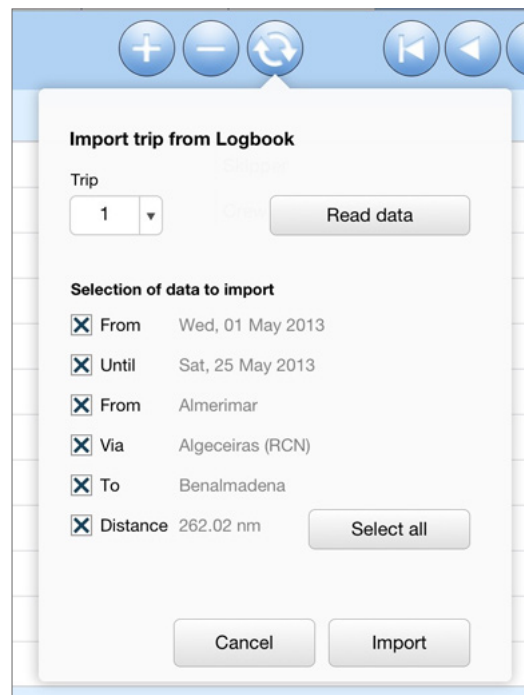 Import trip from Logbook
Trip
1
Read data
Selection of data to import
From Wed, 01 May 2013
Until Sat, 25 May 2013
From Almerimar
Via Algeceiras (RCN)
To Benalmadena
Distance 262.02 nm
Select all
Cancel
Import